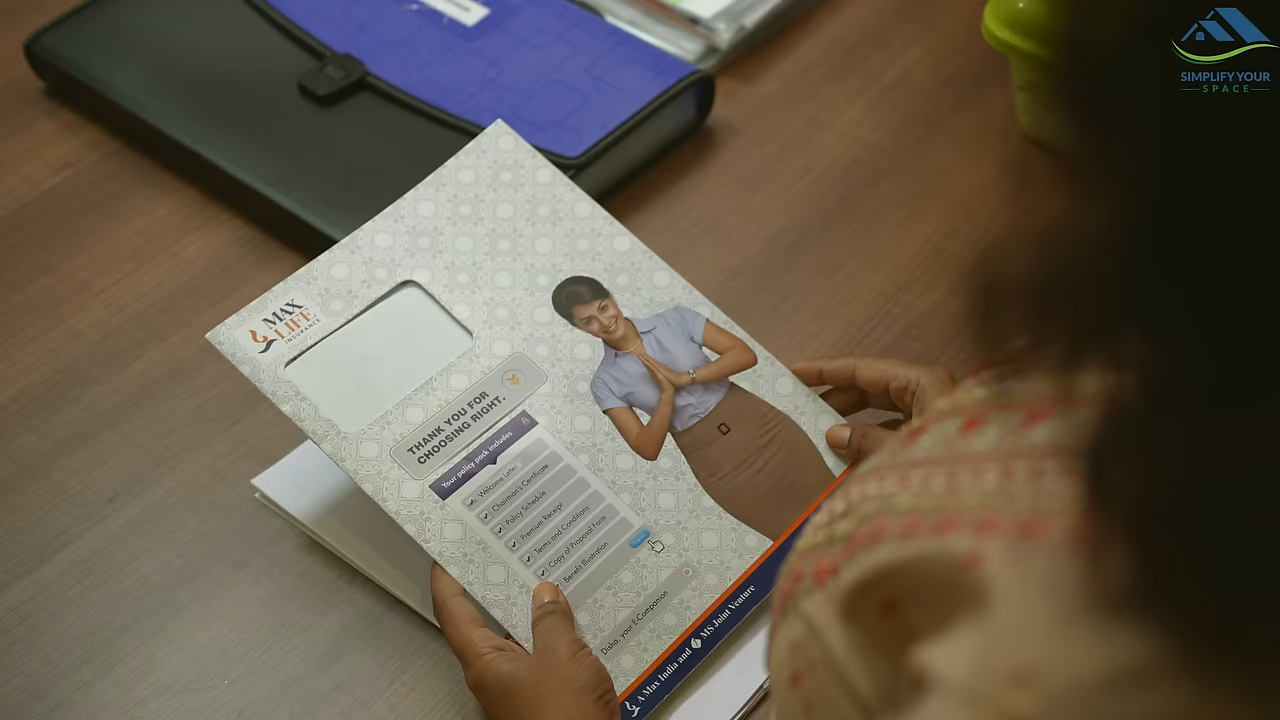 SIMPLIFY YOUR
SPACE
MAX
LIFE
INSURANCE
THANK YOU FOR
CHOOSING RIGHT.
Your policy pack includes
Welcome Letter
Chairman's Certificate
Policy Schedule
Premium Receipt
Terms and Conditions
Copy of Proposal Form
Benefit Illustration
Disha, your E-Companion
A Max India and MS Joint Venture